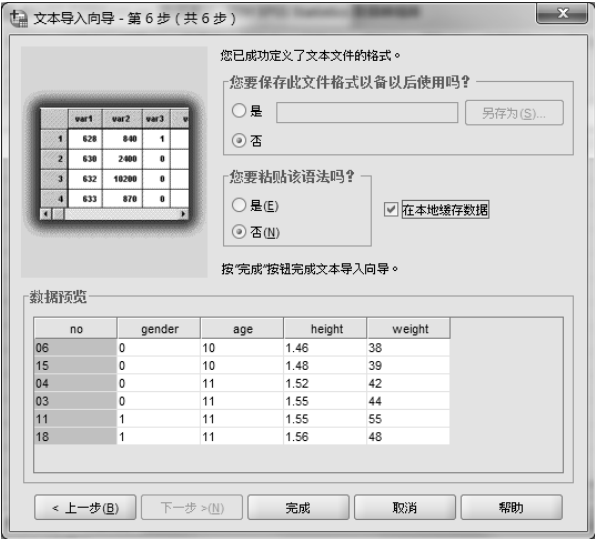 文本导入向导 - 第 6 步 ( 共 6 步 )
您已成功定义了文本文件的格式。
您要保存此文件格式以备以后使用吗？
是
另存为(S)...
否
您要粘贴该语法吗？
是(E)
在本地缓存数据
否(N)
按“完成”按钮完成文本导入向导。
var1 var2 var3 v
1 628 840 1
2 630 2400 0
3 632 10200 0
4 633 870 0
数据预览
no gender age height weight
06 0 10 1.46 38
15 0 10 1.48 39
04 0 11 1.52 42
03 0 11 1.55 44
11 1 11 1.55 55
18 1 11 1.56 48
< 上一步(B) 下一步 >(N) 完成 取消 帮助